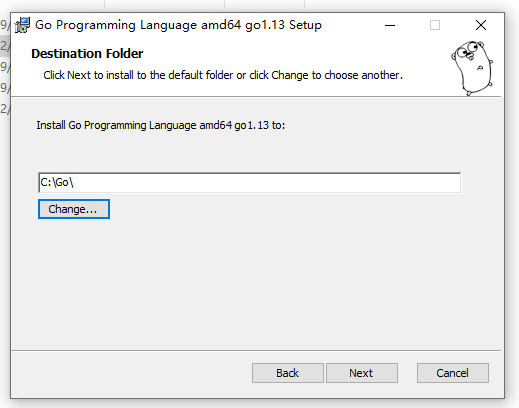 Go Programming Language amd64 go1.13 Setup
Destination Folder
Click Next to install to the default folder or click Change to choose another.
Install Go Programming Language amd64 go1.13 to:
C:\Go\
Change...
Back
Next
Cancel